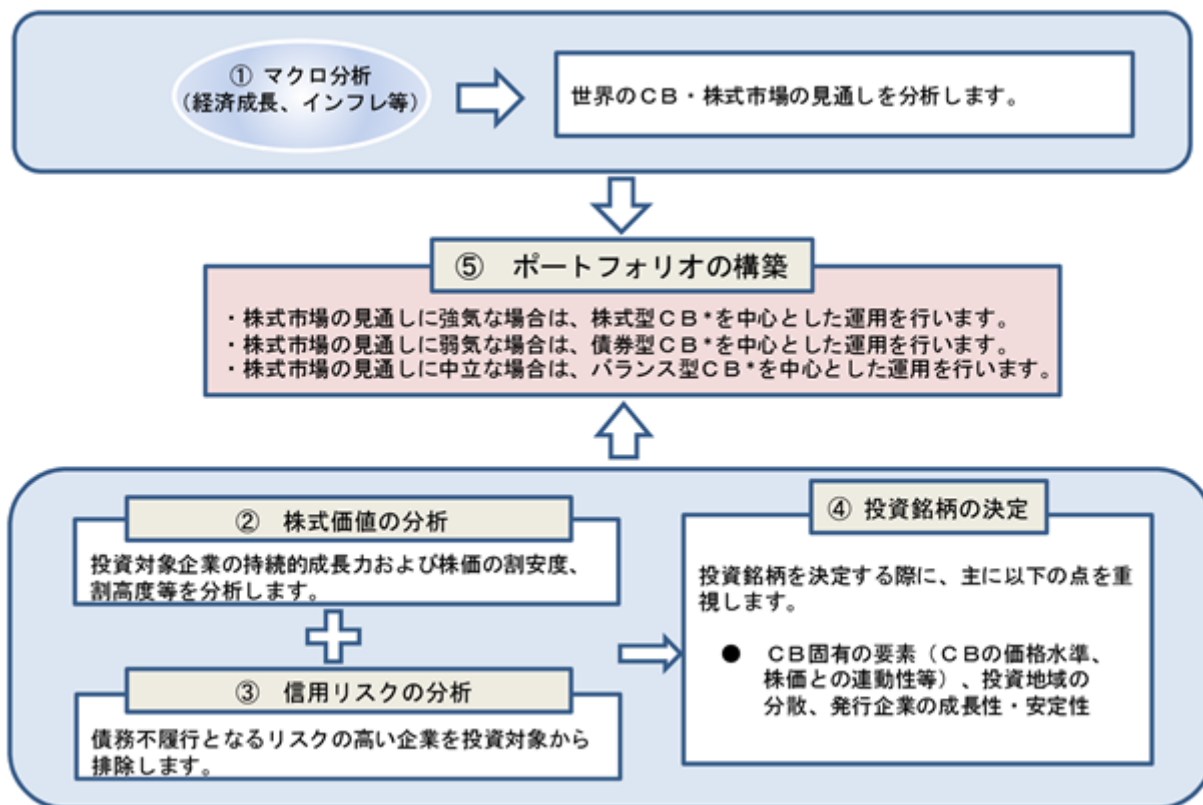 ① マクロ分析
（経済成長、インフレ等）
世界のＣＢ・株式市場の見通しを分析します。
⑤　ポートフォリオの構築
・株式市場の見通しに強気な場合は、株式型ＣＢ*を中心とした運用を行います。
・株式市場の見通しに弱気な場合は、債券型ＣＢ*を中心とした運用を行います。
・株式市場の見通しに中立な場合は、バランス型ＣＢ*を中心とした運用を行います。
②　株式価値の分析
投資対象企業の持続的成長力および株価の割安度、
割高度等を分析します。
③　信用リスクの分析
債務不履行となるリスクの高い企業を投資対象から
排除します。
④ 投資銘柄の決定
投資銘柄を決定する際に、主に以下の点を重
視します。
●　ＣＢ固有の要素（ＣＢの価格水準、
株価との連動性等）、投資地域の
分散、発行企業の成長性・安定性